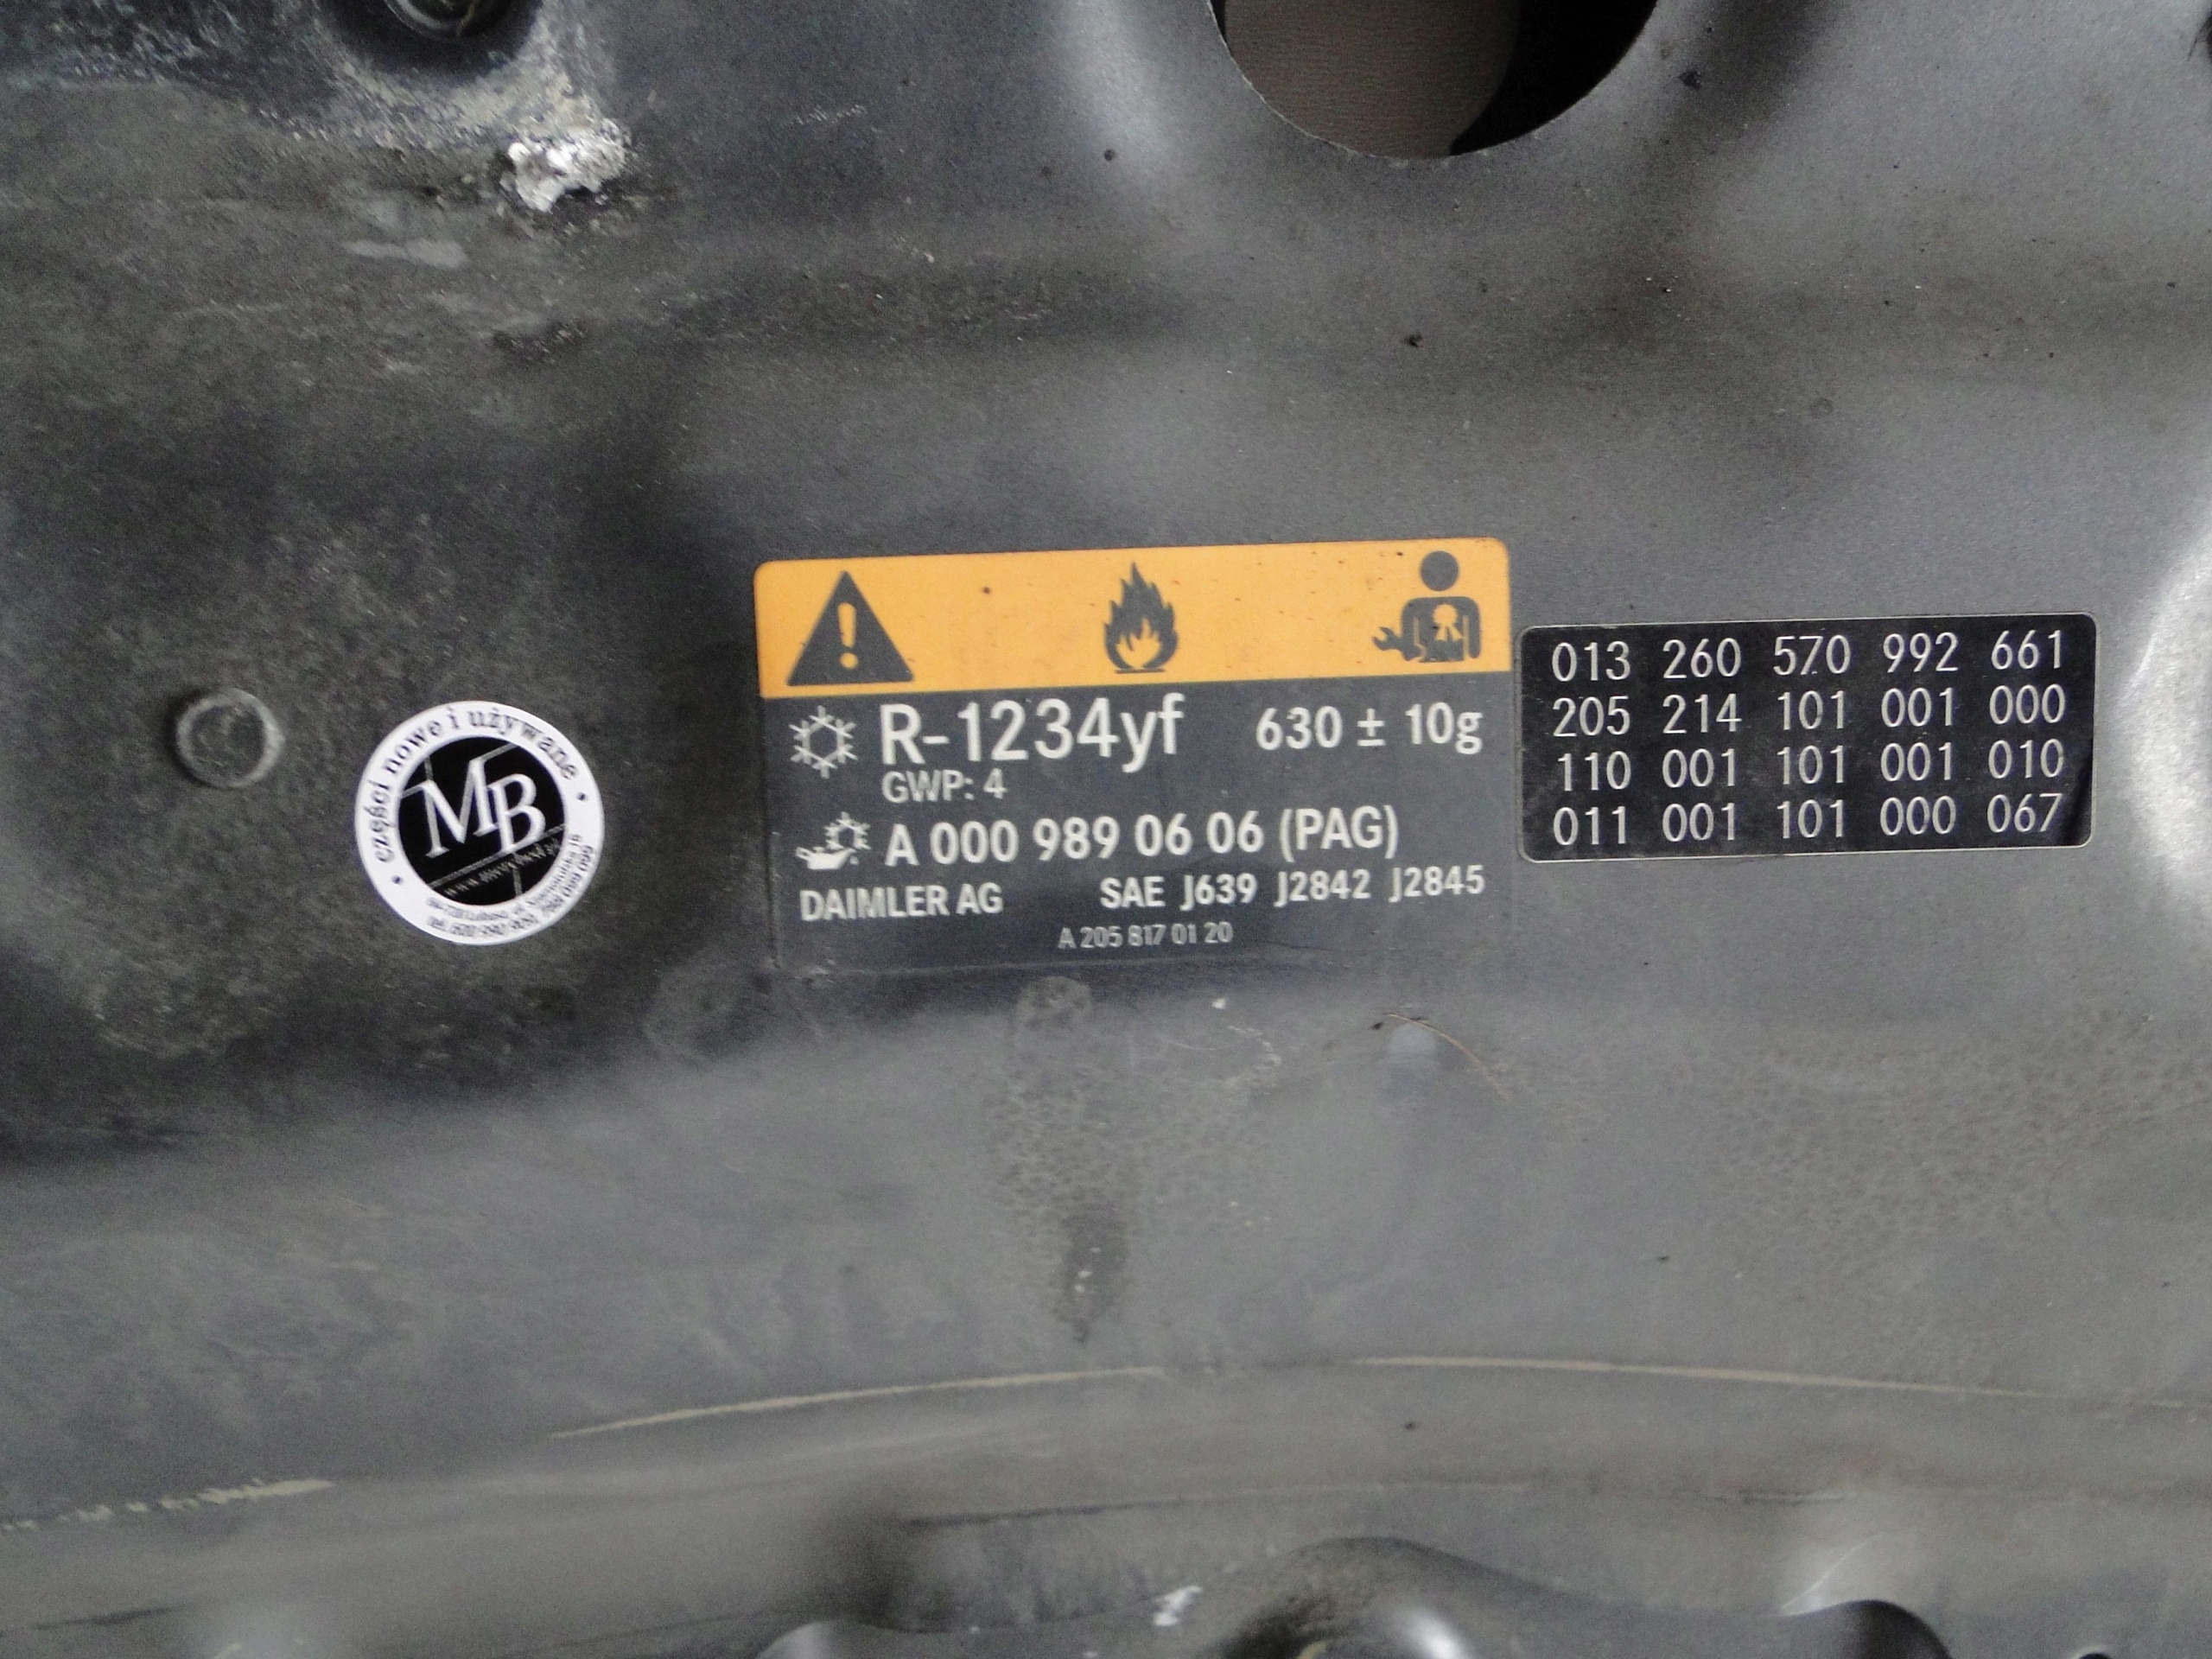 części nowe i używane
MB
R-1234yf 630 ± 10g
GWP: 4
A 000 989 06 06 (PAG)
DAIMLER AG SAE J639 J2842 J2845
A 205 817 01 20
013 260 570 992 661
205 214 101 001 000
110 001 101 001 010
011 001 101 000 067